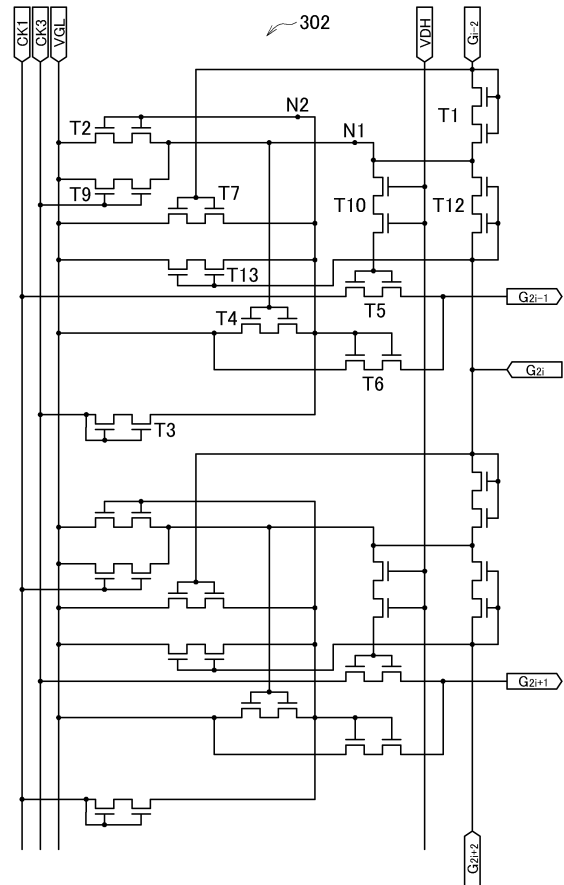 CK1
CK3
VGL
302
VDH
Gi-2
N2
T2
T1
N1
T9
T7
T10
T12
T13
G2i-1
T5
T4
T6
G2i
T3
G2i+1
G2i+2